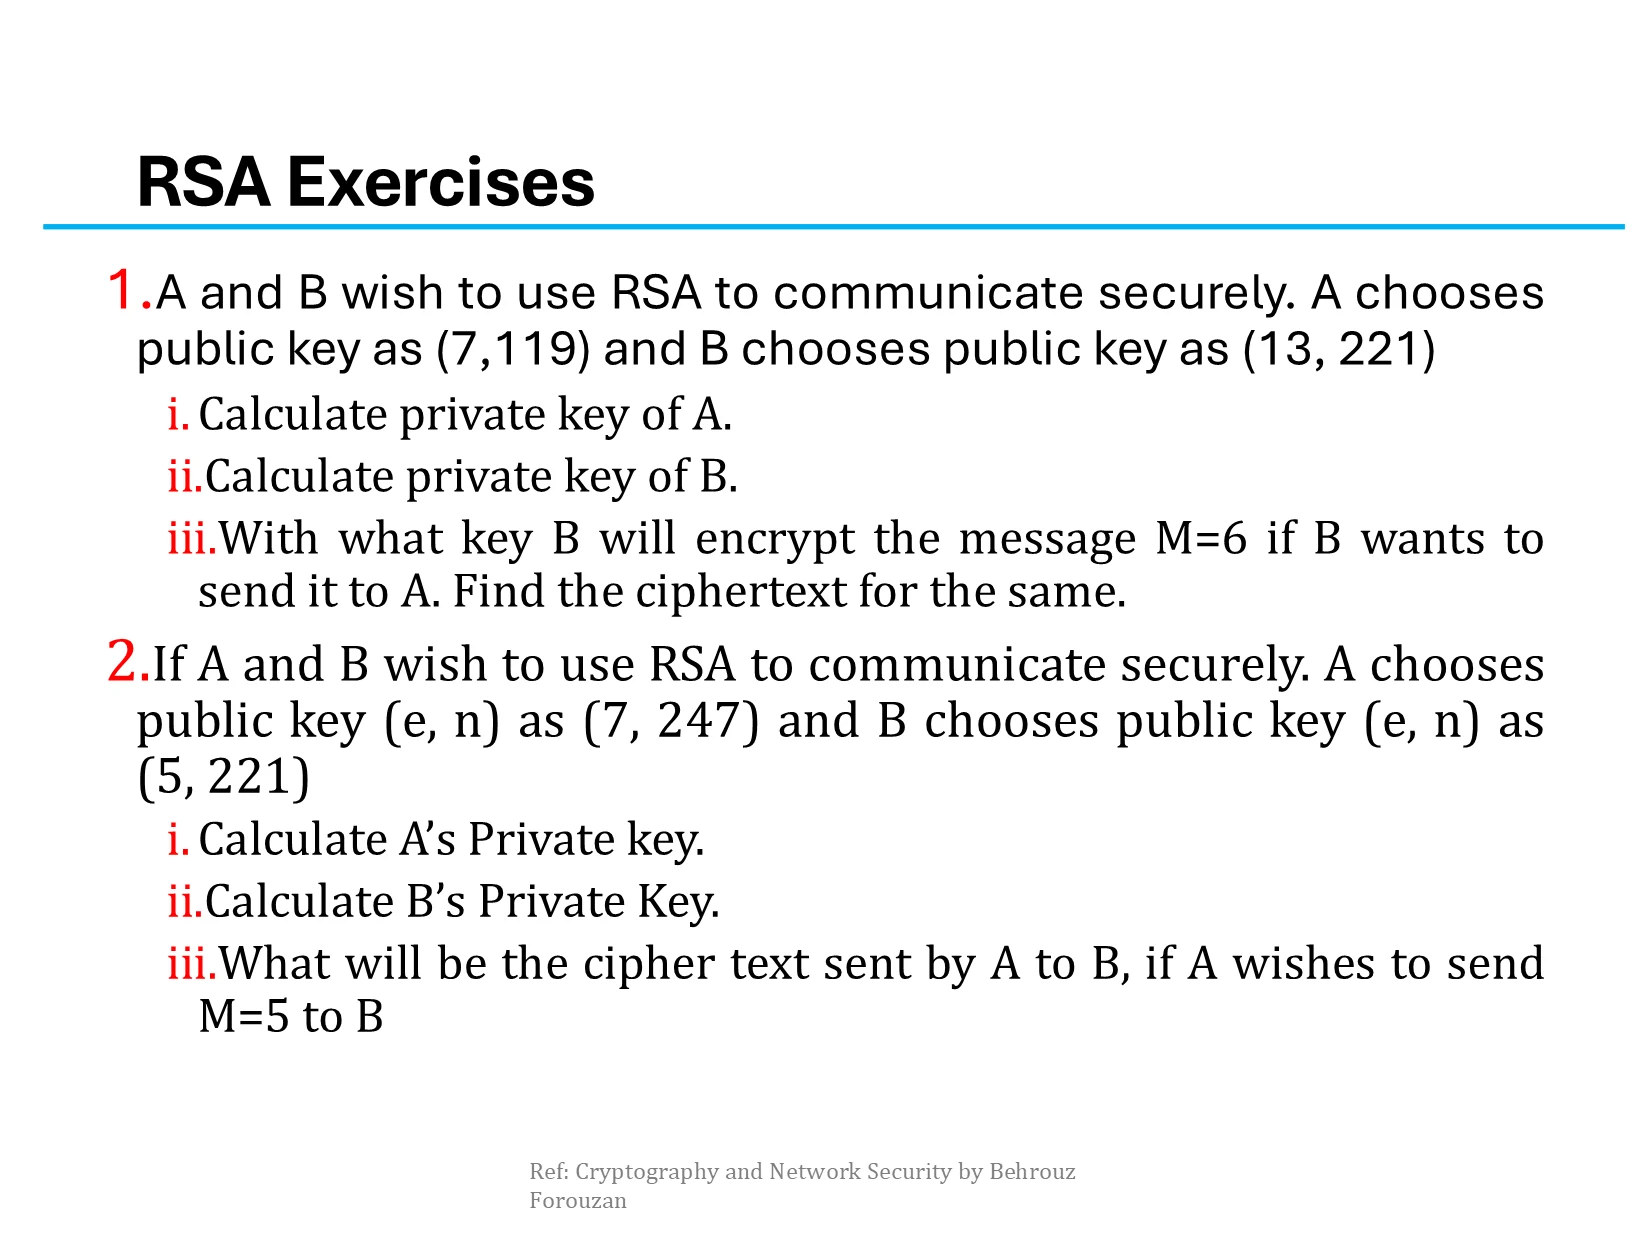 RSA Exercises
1.A and B wish to use RSA to communicate securely. A chooses
public key as (7,119) and B chooses public key as (13, 221)
i. Calculate private key of A.
ii.Calculate private key of B.
iii.With what key B will encrypt the message M=6 if B wants to
send it to A. Find the ciphertext for the same.
2.If A and B wish to use RSA to communicate securely. A chooses
public key (e, n) as (7, 247) and B chooses public key (e, n) as
(5, 221)
i. Calculate A’s Private key.
ii.Calculate B’s Private Key.
iii.What will be the cipher text sent by A to B, if A wishes to send
M=5 to B
Ref: Cryptography and Network Security by Behrouz
Forouzan